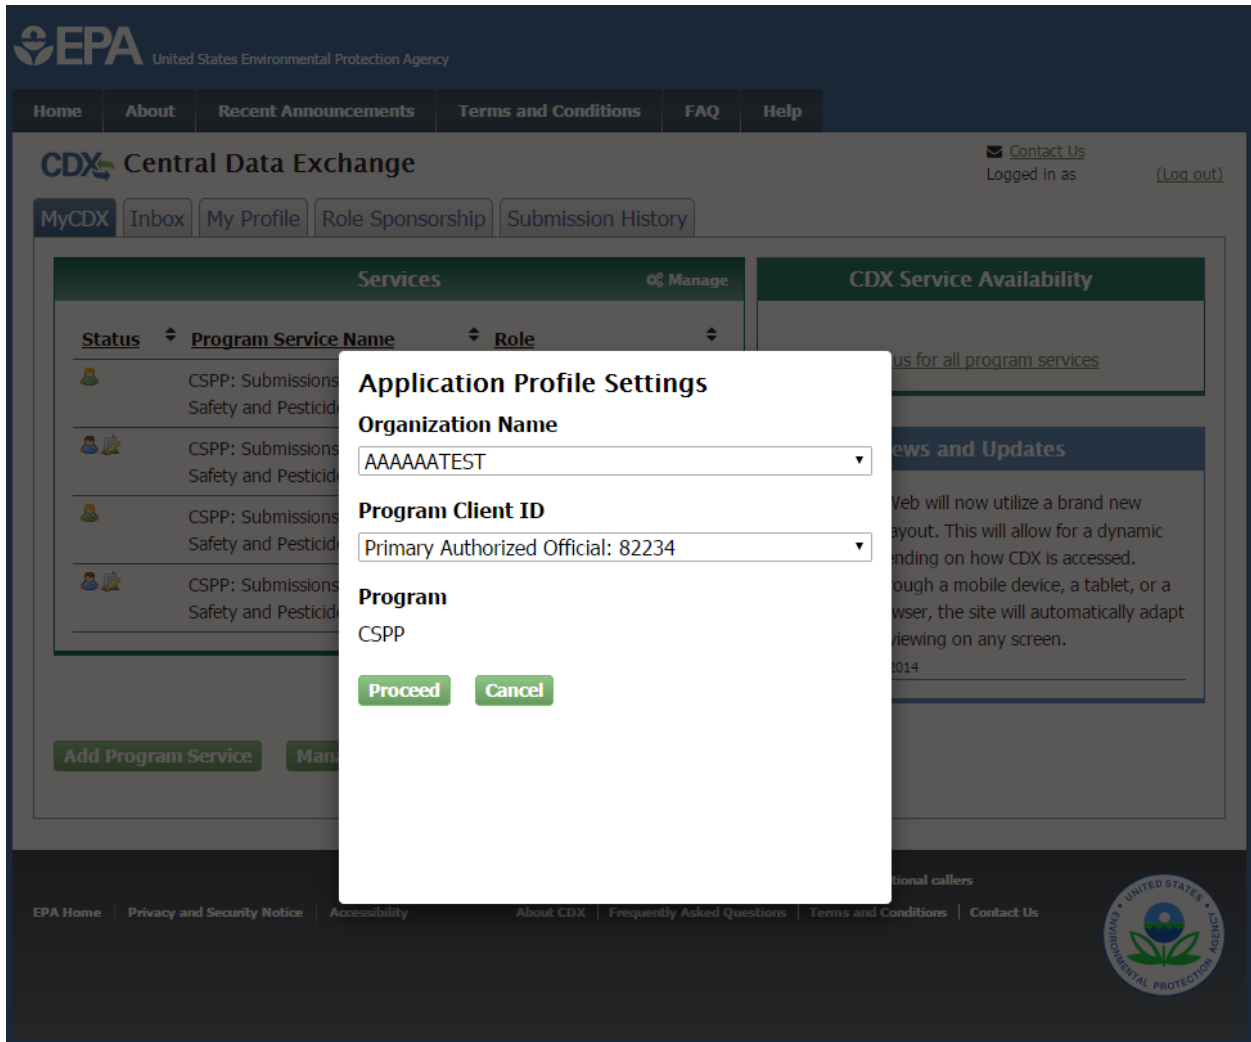 EPA United States Environmental Protection Agency
Home About Recent Announcements Terms and Conditions FAQ Help
CDX Central Data Exchange
Contact Us
Logged in as (Log out)
MyCDX Inbox My Profile Role Sponsorship Submission History
Services Manage
CDX Service Availability
Status Program Service Name Role
us for all program services
CSPP: Submissions
Safety and Pesticid
CSPP: Submissions
Safety and Pesticid
CSPP: Submissions
Safety and Pesticid
CSPP: Submissions
Safety and Pesticid
Application Profile Settings
Organization Name
AAAAAATEST
Program Client ID
Primary Authorized Official: 82234
Program
CSPP
Proceed Cancel
ews and Updates
Web will now utilize a brand new
ayout. This will allow for a dynamic
ending on how CDX is accessed.
rough a mobile device, a tablet, or a
wser, the site will automatically adapt
viewing on any screen.
2014
Add Program Service Mana
tional callers
EPA Home Privacy and Security Notice Accessibility About CDX Frequently Asked Questions Terms and Conditions Contact Us
UNITED STATES ENVIRONMENTAL PROTECTION AGENCY